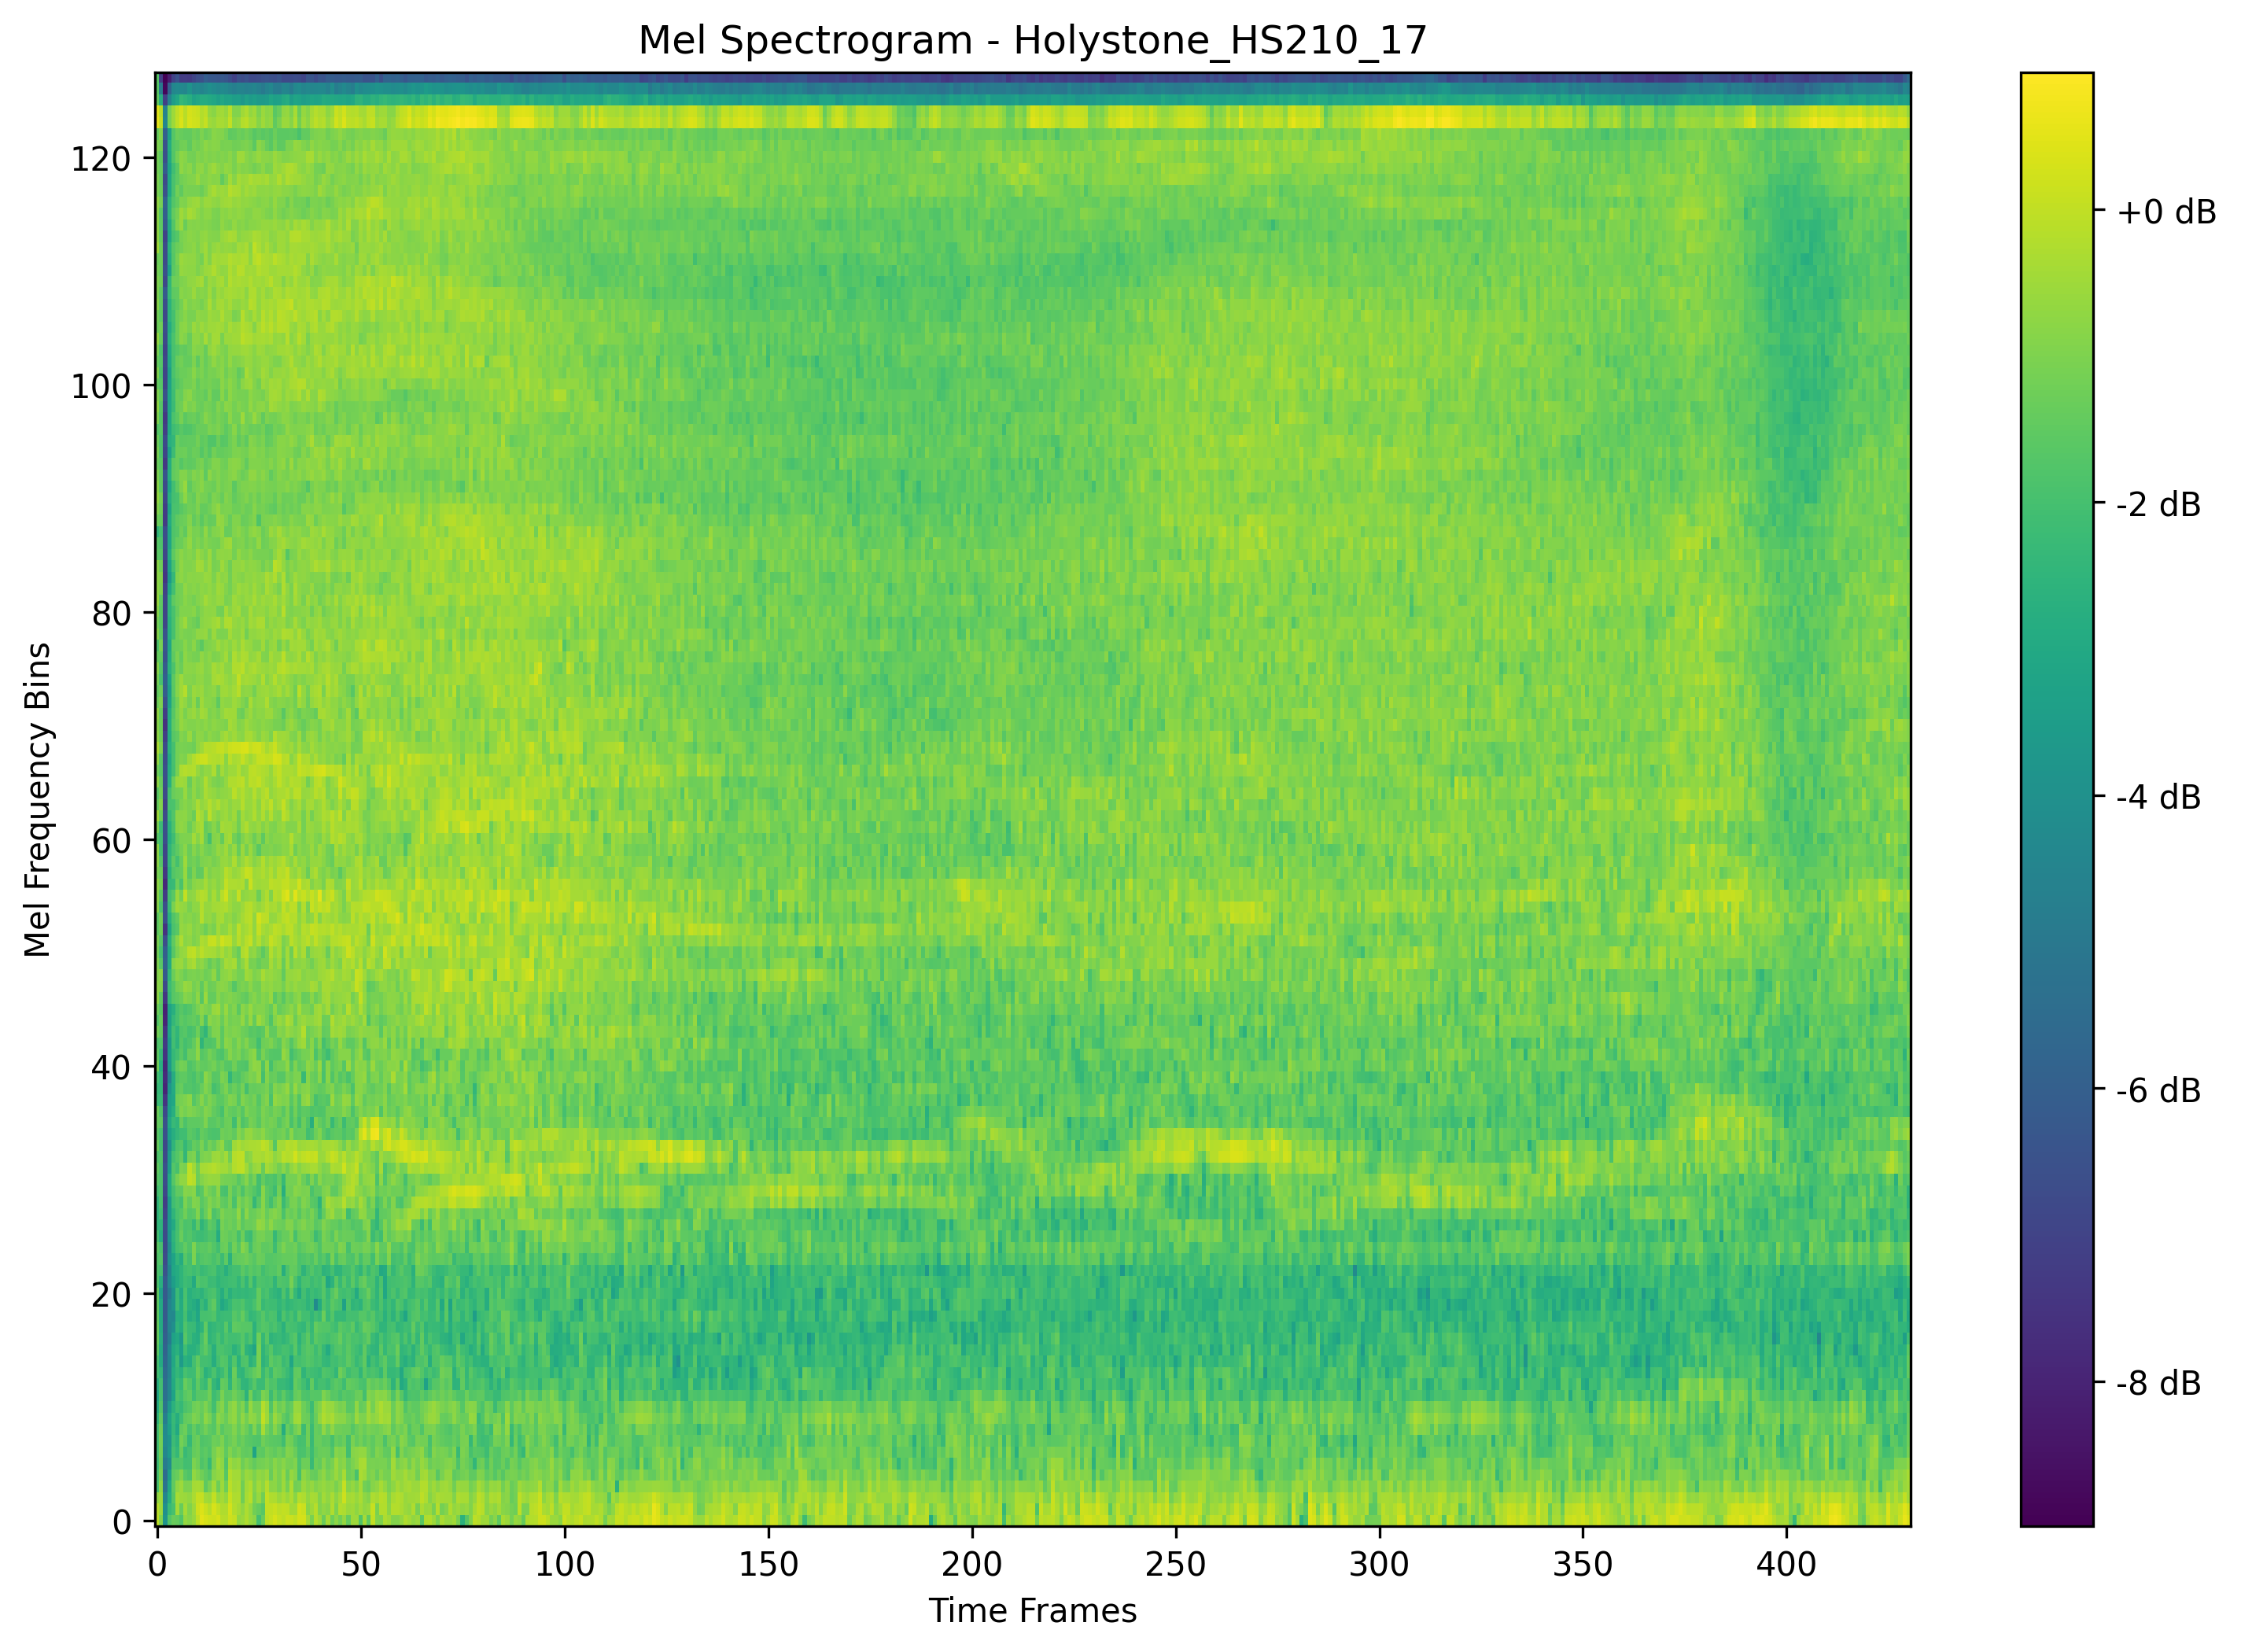 Mel Spectrogram - Holystone_HS210_17
Mel Frequency Bins
120
100
80
60
40
20
0
0 50 100 150 200 250 300 350 400
Time Frames
+0 dB
-2 dB
-4 dB
-6 dB
-8 dB